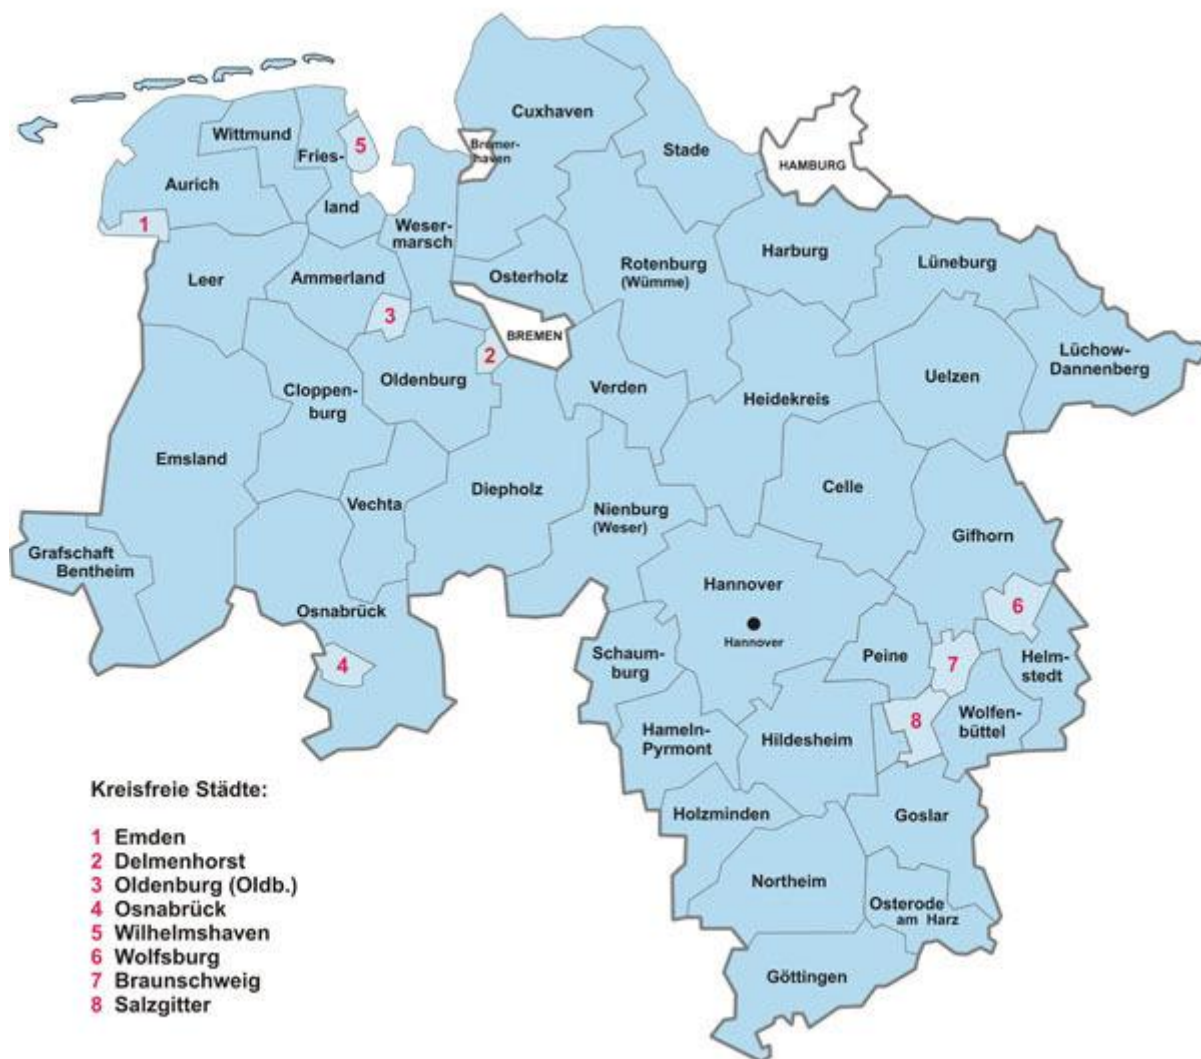 Cuxhaven
Wittmund
5
Bremer-
haven
Stade
Fries-
HAMBURG
Aurich
land
1
Weser-
marsch
Harburg
Lüneburg
Leer
Ammerland
Osterholz
Rotenburg
(Wümme)
3
BREMEN
2
Lüchow-
Dannenberg
Oldenburg
Uelzen
Cloppen-
burg
Verden
Heidekreis
Emsland
Diepholz
Celle
Vechta
Nienburg
(Weser)
Gifhorn
Grafschaft
Bentheim
Hannover
Osnabrück
6
Hannover
Schaum-
burg
Peine
7
Helm-
stedt
4
8
Wolfen-
büttel
Hameln-
Pyrmont
Hildesheim
Holzminden
Goslar
Northeim
Osterode
am Harz
Göttingen
Kreisfreie Städte:
1 Emden
2 Delmenhorst
3 Oldenburg (Oldb.)
4 Osnabrück
5 Wilhelmshaven
6 Wolfsburg
7 Braunschweig
8 Salzgitter